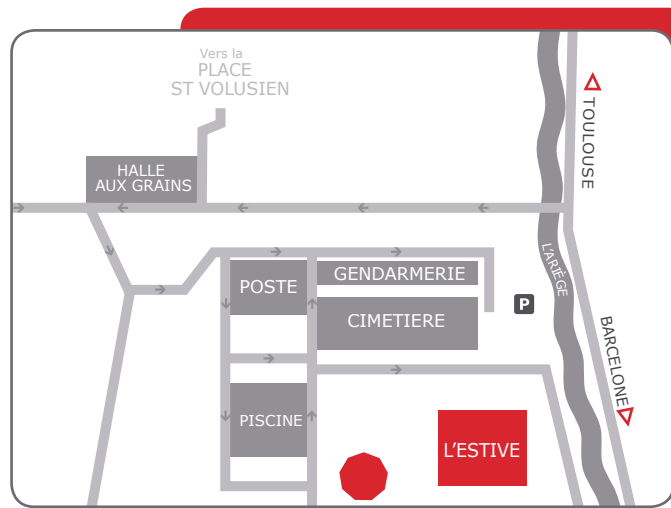 Vers la
PLACE
ST VOLUSIEN
TOULOUSE
HALLE
AUX GRAINS
L'ARIÈGE
POSTE
GENDARMERIE
CIMETIERE
P
BARCELONE
PISCINE
L'ESTIVE